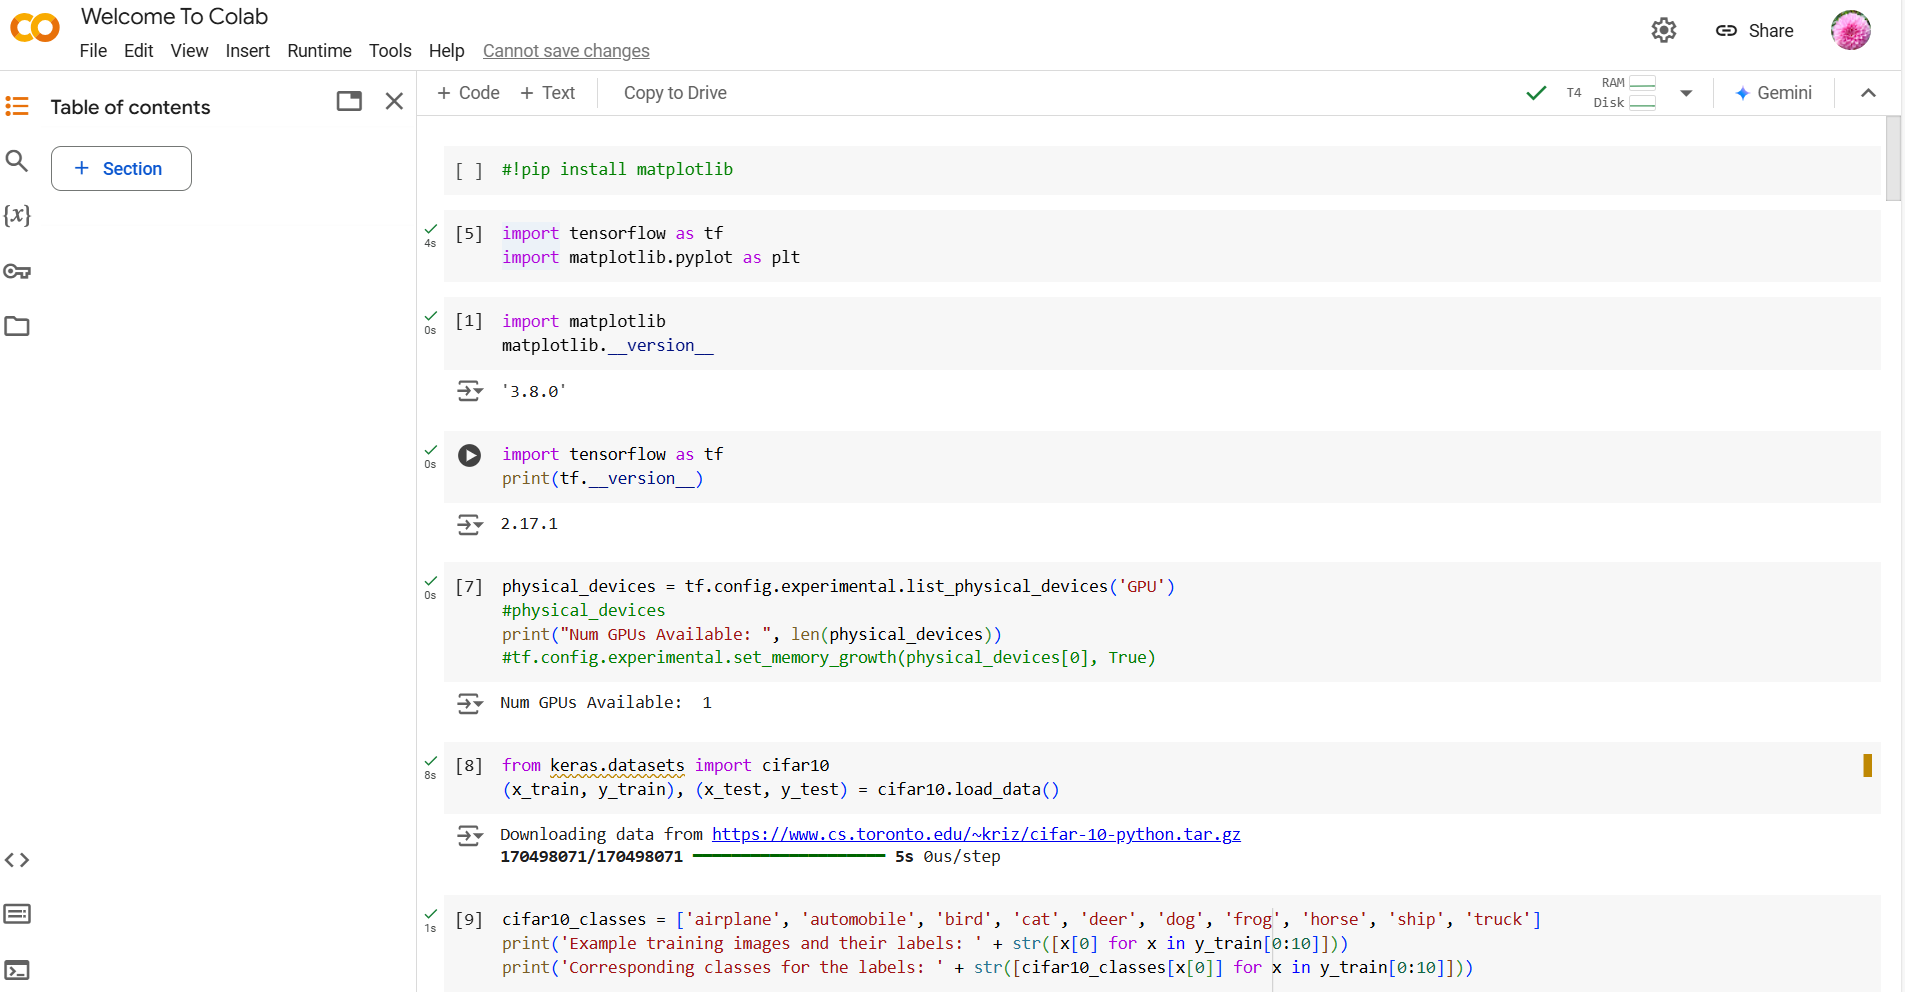 Welcome To Colab
File Edit View Insert Runtime Tools Help Cannot save changes
Share
Table of contents
+ Section
{x}
+ Code + Text Copy to Drive
T4 RAM Disk Gemini
[ ] #!pip install matplotlib
4s [5] import tensorflow as tf
import matplotlib.pyplot as plt
0s [1] import matplotlib
matplotlib.__version__
'3.8.0'
0s import tensorflow as tf
print(tf.__version__)
2.17.1
0s [7] physical_devices = tf.config.experimental.list_physical_devices('GPU')
#physical_devices
print("Num GPUs Available: ", len(physical_devices))
#tf.config.experimental.set_memory_growth(physical_devices[0], True)
Num GPUs Available:  1
8s [8] from keras.datasets import cifar10
(x_train, y_train), (x_test, y_test) = cifar10.load_data()
Downloading data from https://www.cs.toronto.edu/~kriz/cifar-10-python.tar.gz
170498071/170498071 5s 0us/step
1s [9] cifar10_classes = ['airplane', 'automobile', 'bird', 'cat', 'deer', 'dog', 'frog', 'horse', 'ship', 'truck']
print('Example training images and their labels: ' + str([x[0] for x in y_train[0:10]]))
print('Corresponding classes for the labels: ' + str([cifar10_classes[x[0]] for x in y_train[0:10]]))